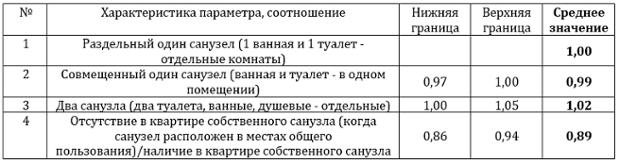 № Характеристика параметра, соотношение Нижняя граница Верхняя граница Среднее значение
1 Раздельный один санузел (1 ванная и 1 туалет - отдельные комнаты) 1,00
2 Совмещенный один санузел (ванная и туалет - в одном помещении) 0,97 1,00 0,99
3 Два санузла (два туалета, ванные, душевые - отдельные) 1,00 1,05 1,02
4 Отсутствие в квартире собственного санузла (когда санузел расположен в местах общего пользования)/наличие в квартире собственного санузла 0,86 0,94 0,89